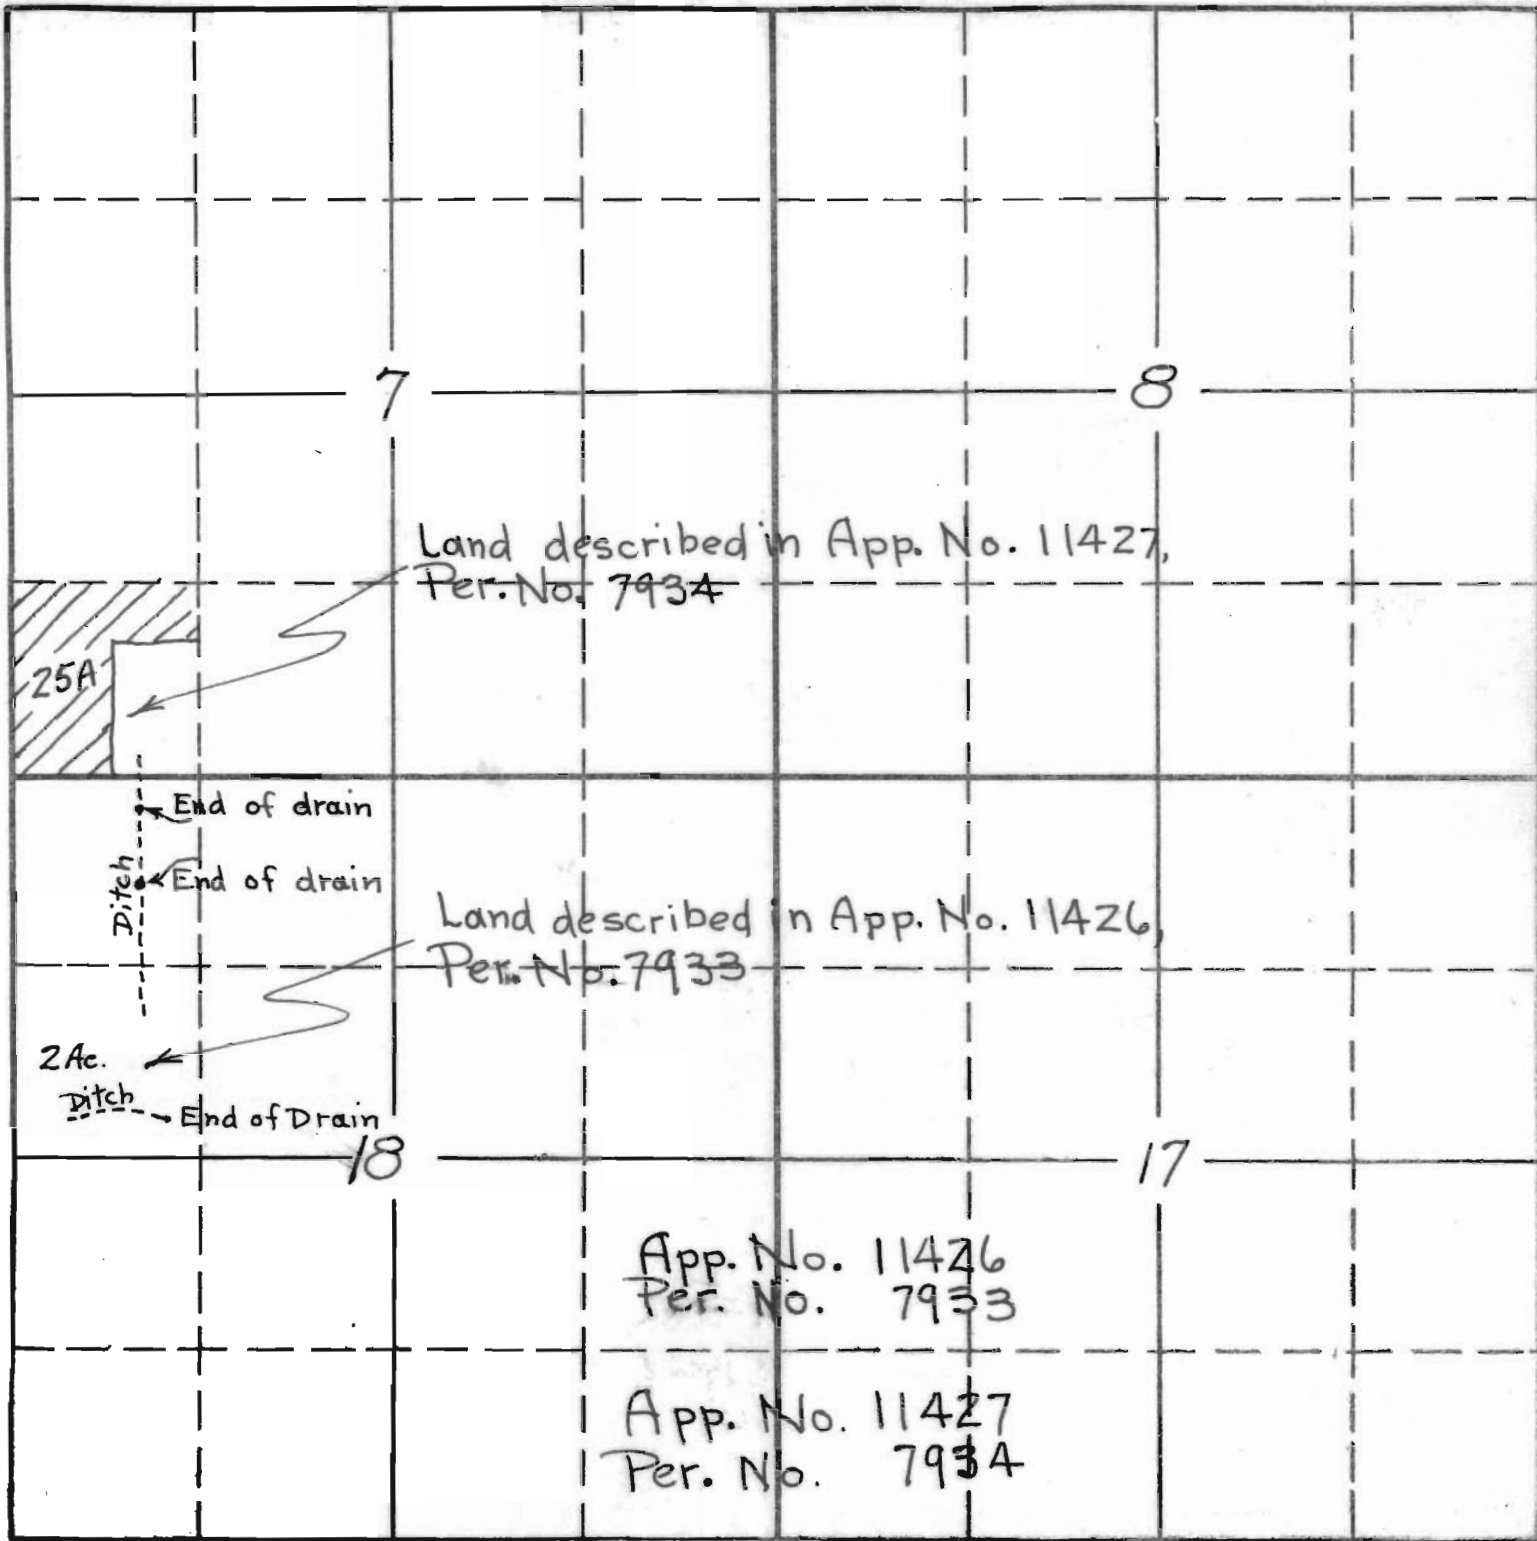 7
8
Land described in App. No. 11427,
Per. No. 7934
25A
End of drain
Ditch
End of drain
Land described in App. No. 11426,
Per. No. 7933
2 Ac.
Ditch
End of Drain
18
17
App. No. 11426
Per. No. 7933
App. No. 11427
Per. No. 7934